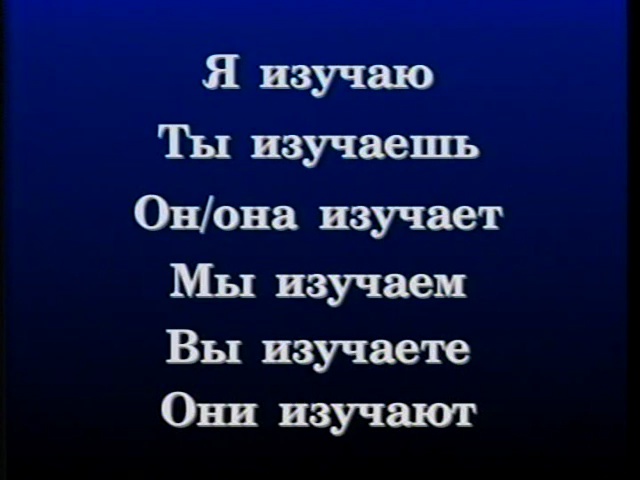 Я изучаю
Ты изучаешь
Он/она изучает
Мы изучаем
Вы изучаете
Они изучают